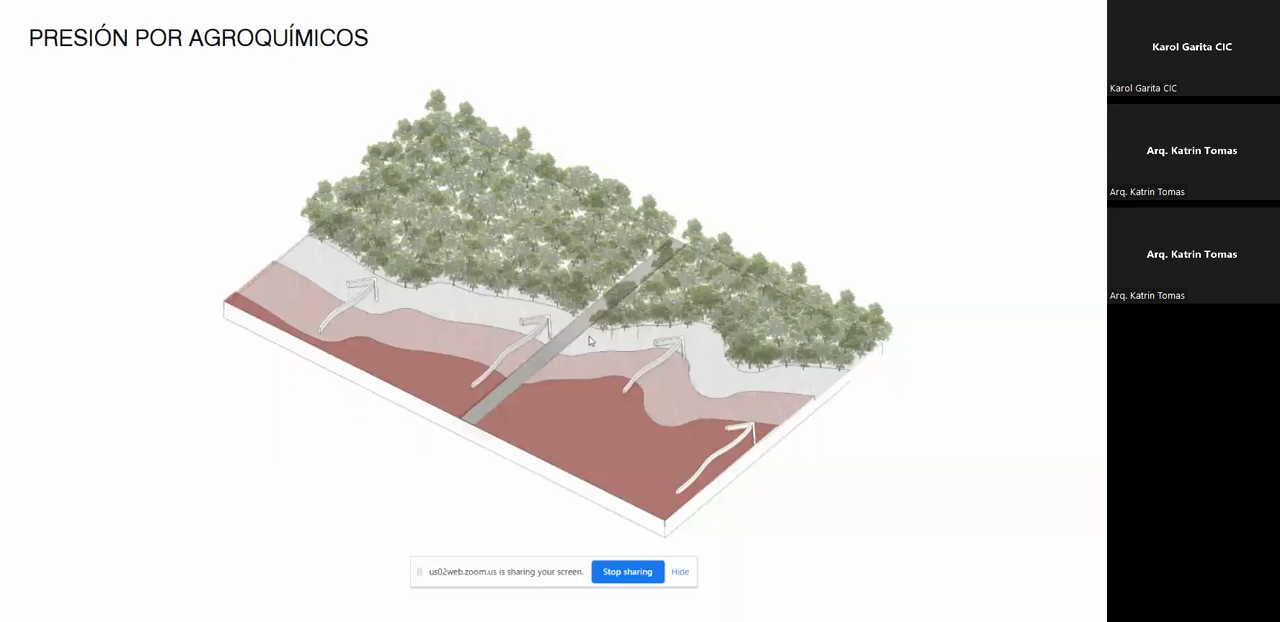 PRESIÓN POR AGROQUÍMICOS
Karol Garita CIC
Karol Garita CIC
Arq. Katrin Tomas
Arq. Katrin Tomas
Arq. Katrin Tomas
Arq. Katrin Tomas
us02web.zoom.us is sharing your screen.
Stop sharing
Hide